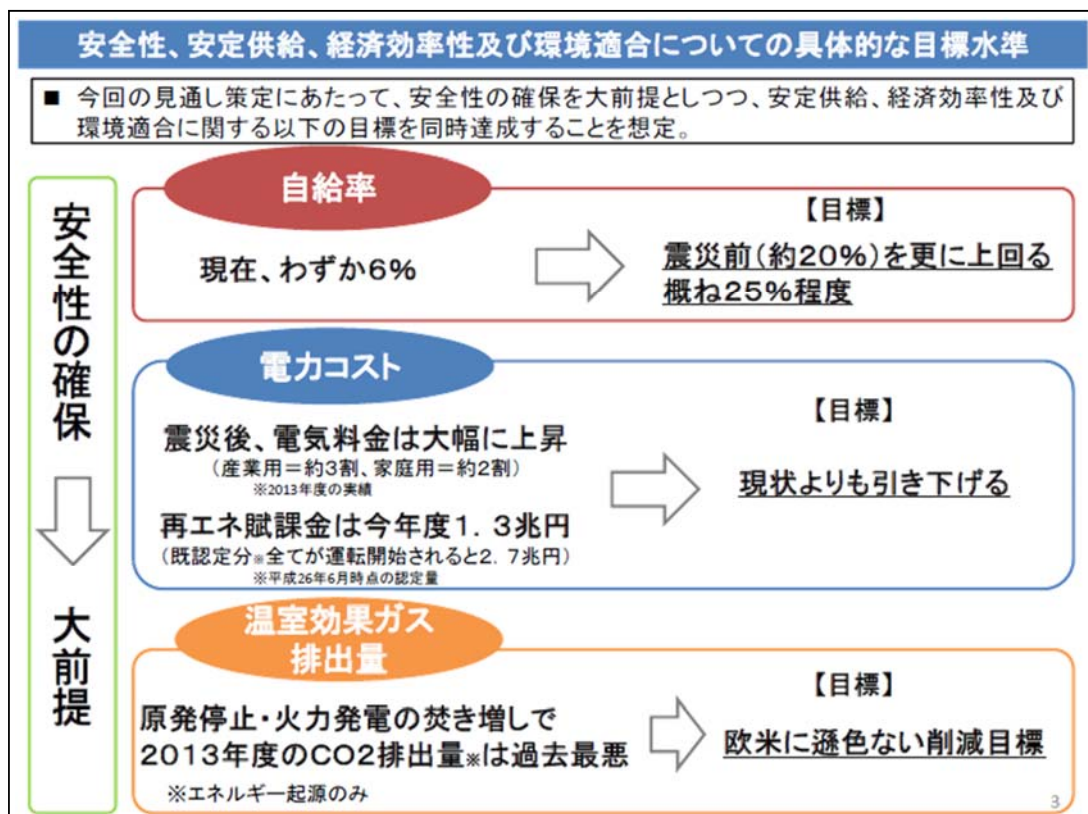 安全性、安定供給、経済効率性及び環境適合についての具体的な目標水準
■ 今回の見通し策定にあたって、安全性の確保を大前提としつつ、安定供給、経済効率性及び
環境適合に関する以下の目標を同時達成することを想定。
安全性の確保
大前提
自給率
現在、わずか6%
【目標】
震災前(約20%)を更に上回る
概ね25%程度
電力コスト
震災後、電気料金は大幅に上昇
(産業用=約3割、家庭用=約2割)
※2013年度の実績
再エネ賦課金は今年度1.3兆円
(既認定分※全てが運転開始されると2.7兆円)
※平成26年6月時点の認定量
【目標】
現状よりも引き下げる
温室効果ガス
排出量
原発停止・火力発電の焚き増しで
2013年度のCO2排出量※は過去最悪
※エネルギー起源のみ
【目標】
欧米に遜色ない削減目標
3